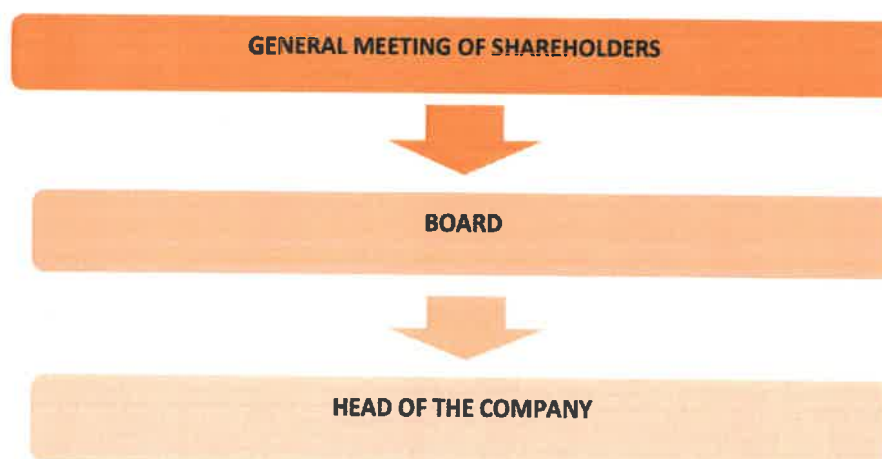 GENERAL MEETING OF SHAREHOLDERS
BOARD
HEAD OF THE COMPANY